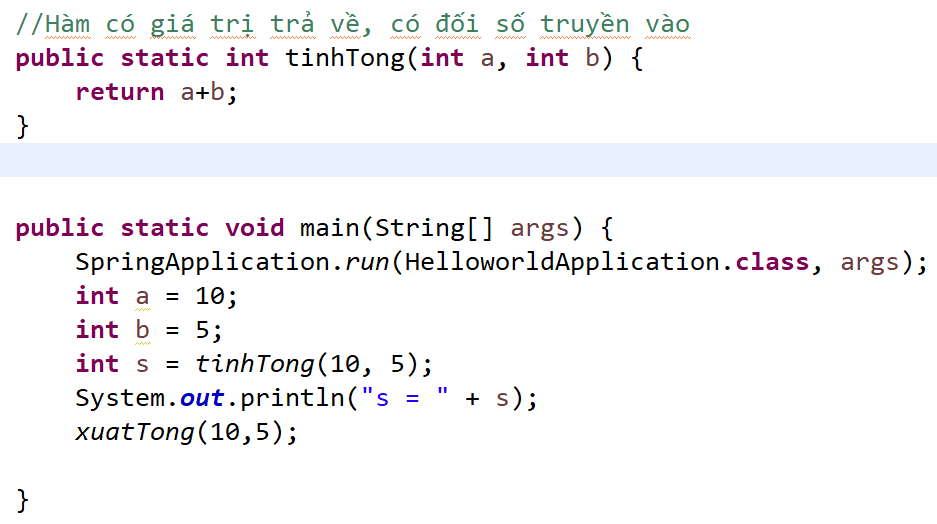 //Hàm có giá trị trả về, có đối số truyền vào
public static int tinhTong(int a, int b) {
    return a+b;
}
public static void main(String[] args) {
    SpringApplication.run(HelloworldApplication.class, args);
    int a = 10;
    int b = 5;
    int s = tinhTong(10, 5);
    System.out.println("s = " + s);
    xuatTong(10,5);
}